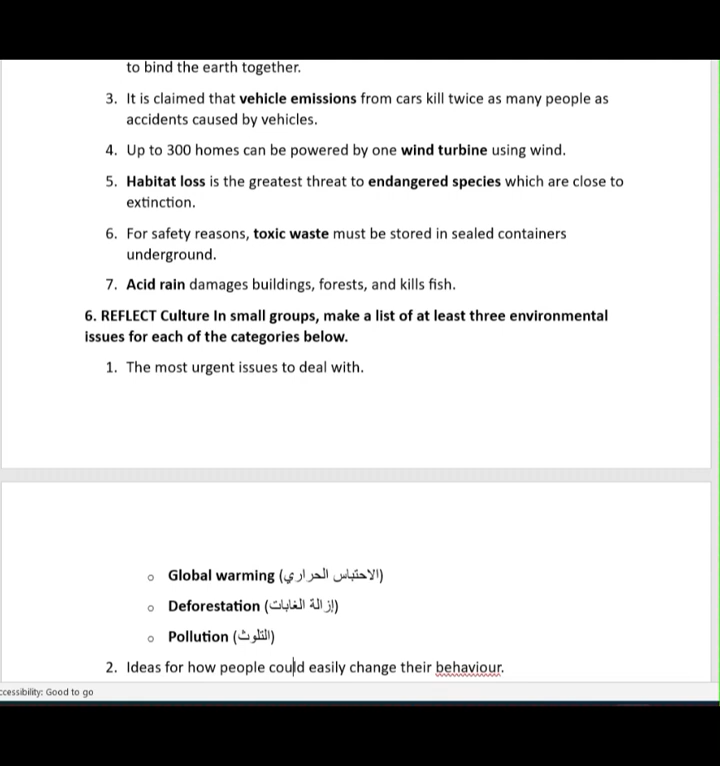 to bind the earth together.
3. It is claimed that vehicle emissions from cars kill twice as many people as
accidents caused by vehicles.
4. Up to 300 homes can be powered by one wind turbine using wind.
5. Habitat loss is the greatest threat to endangered species which are close to
extinction.
6. For safety reasons, toxic waste must be stored in sealed containers
underground.
7. Acid rain damages buildings, forests, and kills fish.
6. REFLECT Culture In small groups, make a list of at least three environmental
issues for each of the categories below.
1. The most urgent issues to deal with.
○ Global warming (الاحتباس الحراري)
○ Deforestation (إزالة الغابات)
○ Pollution (التلوث)
2. Ideas for how people could easily change their behaviour.
ccessibility: Good to go